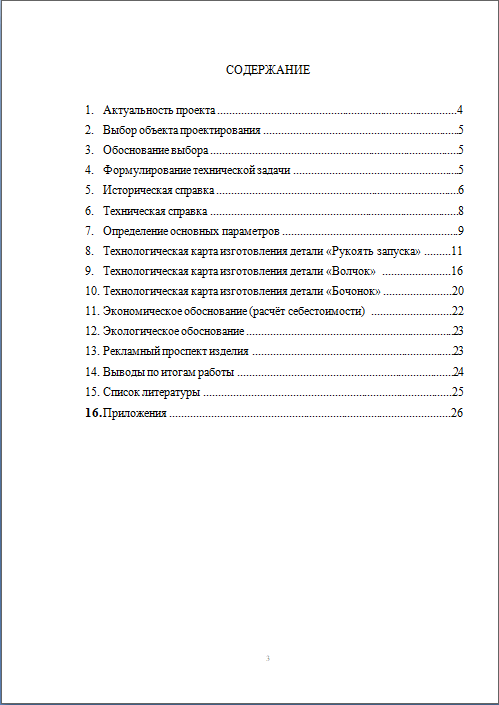 СОДЕРЖАНИЕ
1. Актуальность проекта ........................................................................4
2. Выбор объекта проектирования ..........................................................5
3. Обоснование выбора ..........................................................................5
4. Формулирование технической задачи ..................................................5
5. Историческая справка ........................................................................6
6. Техническая справка ..........................................................................8
7. Определение основных параметров .....................................................9
8. Технологическая карта изготовления детали «Рукоять запуска» .........11
9. Технологическая карта изготовления детали «Волчок» .....................16
10. Технологическая карта изготовления детали «Бочонок» ....................20
11. Экономическое обоснование (расчёт себестоимости) ........................22
12. Экологическое обоснование ..............................................................23
13. Рекламный проспект изделия ............................................................23
14. Выводы по итогам работы ................................................................24
15. Список литературы ..........................................................................25
16. Приложения ....................................................................................26
3